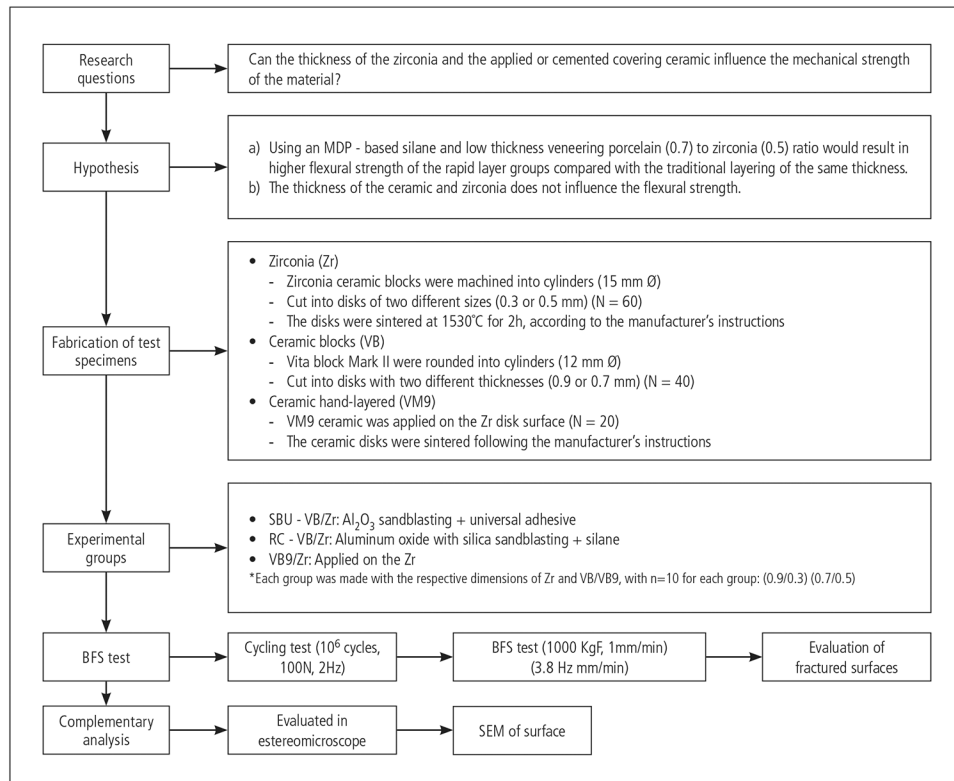 Research
questions
Can the thickness of the zirconia and the applied or cemented covering ceramic influence the mechanical strength
of the material?
Hypothesis
a) Using an MDP - based silane and low thickness veneering porcelain (0.7) to zirconia (0.5) ratio would result in
higher flexural strength of the rapid layer groups compared with the traditional layering of the same thickness.
b) The thickness of the ceramic and zirconia does not influence the flexural strength.
Fabrication of test
specimens
• Zirconia (Zr)
- Zirconia ceramic blocks were machined into cylinders (15 mm Ø)
- Cut into disks of two different sizes (0.3 or 0.5 mm) (N = 60)
- The disks were sintered at 1530˚C for 2h, according to the manufacturer's instructions
• Ceramic blocks (VB)
- Vita block Mark II were rounded into cylinders (12 mm Ø)
- Cut into disks with two different thicknesses (0.9 or 0.7 mm) (N = 40)
• Ceramic hand-layered (VM9)
- VM9 ceramic was applied on the Zr disk surface (N = 20)
- The ceramic disks were sintered following the manufacturer's instructions
Experimental
groups
• SBU - VB/Zr: Al₂O₃ sandblasting + universal adhesive
• RC - VB/Zr: Aluminum oxide with silica sandblasting + silane
• VB9/Zr: Applied on the Zr
*Each group was made with the respective dimensions of Zr and VB/VB9, with n=10 for each group: (0.9/0.3) (0.7/0.5)
BFS test
Cycling test (10⁶ cycles,
100N, 2Hz)
BFS test (1000 KgF, 1mm/min)
(3.8 Hz mm/min)
Evaluation of
fractured surfaces
Complementary
analysis
Evaluated in
estereomicroscope
SEM of surface